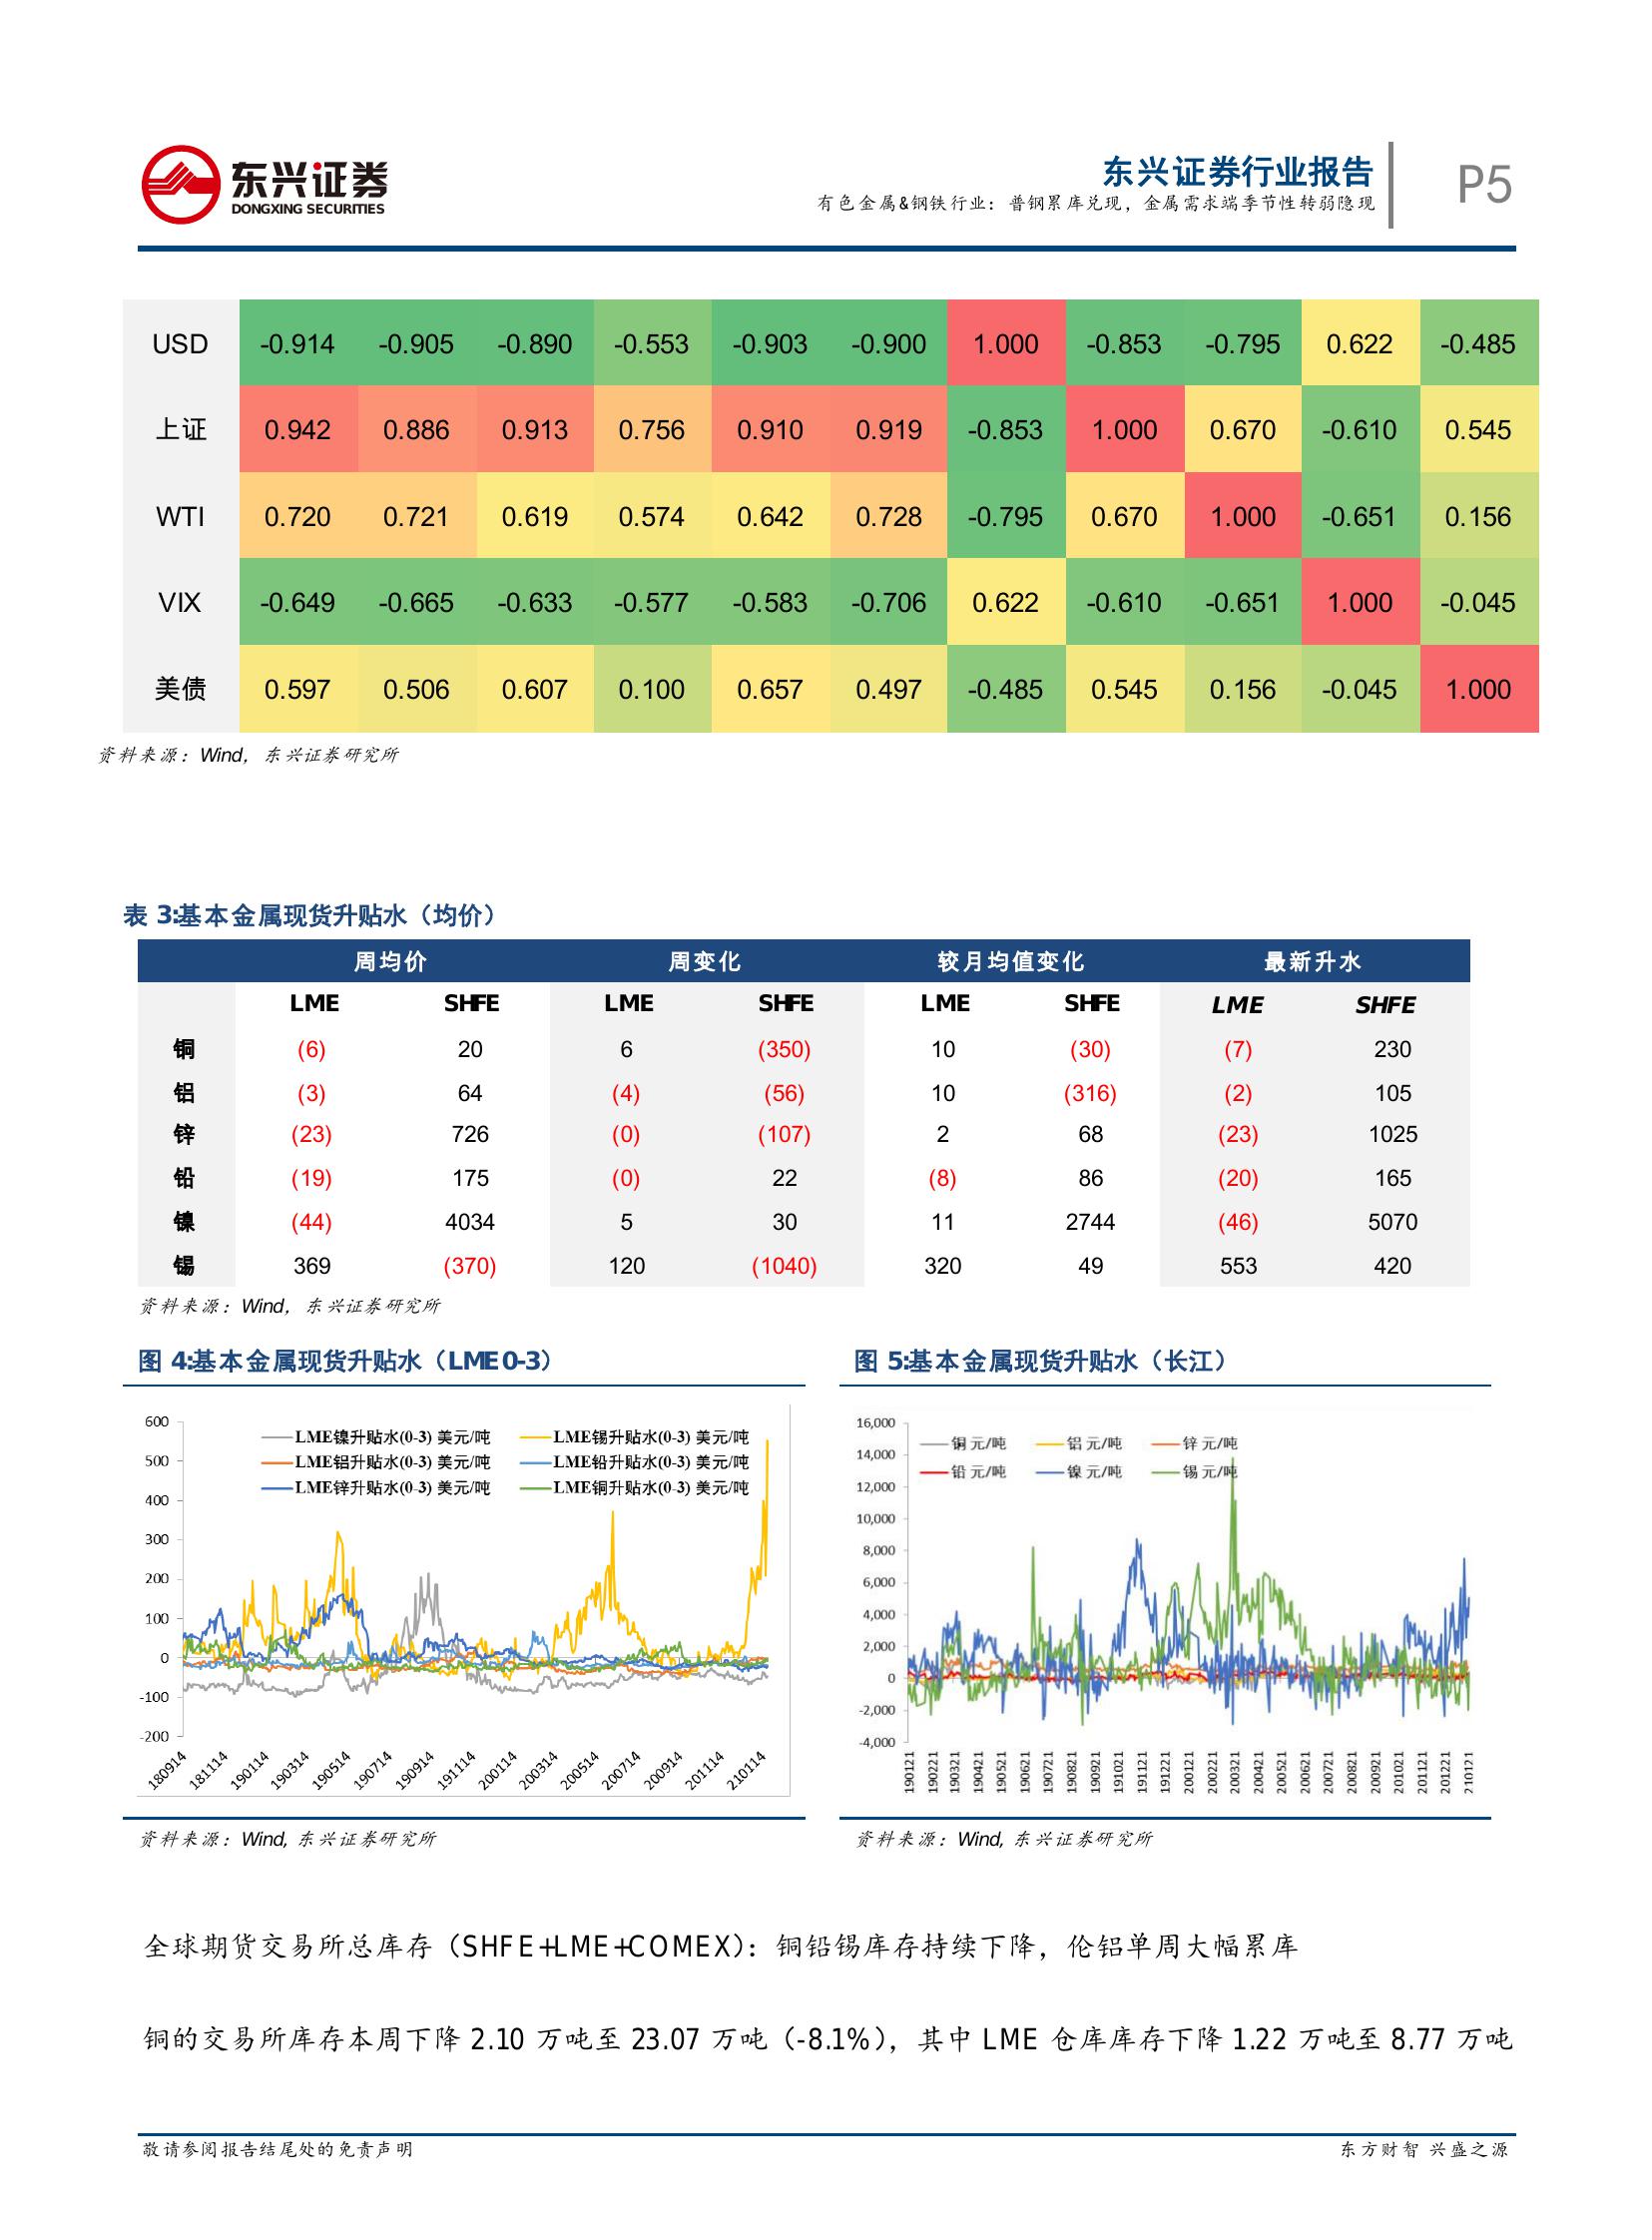 东兴证券
DONGXING SECURITIES
东兴证券行业报告
有色金属&钢铁行业：普钢累库兑现，金属需求端季节性转弱隐现
P5
USD -0.914 -0.905 -0.890 -0.553 -0.903 -0.900 1.000 -0.853 -0.795 0.622 -0.485
上证 0.942 0.886 0.913 0.756 0.910 0.919 -0.853 1.000 0.670 -0.610 0.545
WTI 0.720 0.721 0.619 0.574 0.642 0.728 -0.795 0.670 1.000 -0.651 0.156
VIX -0.649 -0.665 -0.633 -0.577 -0.583 -0.706 0.622 -0.610 -0.651 1.000 -0.045
美债 0.597 0.506 0.607 0.100 0.657 0.497 -0.485 0.545 0.156 -0.045 1.000
资料来源：Wind，东兴证券研究所
表 3:基本金属现货升贴水（均价）
周均价 周变化 较月均值变化 最新升水
LME SHFE LME SHFE LME SHFE LME SHFE
铜 (6) 20 6 (350) 10 (30) (7) 230
铝 (3) 64 (4) (56) 10 (316) (2) 105
锌 (23) 726 (0) (107) 2 68 (23) 1025
铅 (19) 175 (0) 22 (8) 86 (20) 165
镍 (44) 4034 5 30 11 2744 (46) 5070
锡 369 (370) 120 (1040) 320 49 553 420
资料来源：Wind，东兴证券研究所
图 4:基本金属现货升贴水（LME0-3）
LME镍升贴水(0-3) 美元/吨 LME锡升贴水(0-3) 美元/吨
LME铝升贴水(0-3) 美元/吨 LME铅升贴水(0-3) 美元/吨
LME锌升贴水(0-3) 美元/吨 LME铜升贴水(0-3) 美元/吨
600
500
400
300
200
100
0
-100
-200
180914 181114 190114 190314 190514 190714 190914 191114 200114 200314 200514 200714 200914 201114 210114
资料来源：Wind, 东兴证券研究所
图 5:基本金属现货升贴水（长江）
铜 元/吨 铝 元/吨 锌 元/吨
铅 元/吨 镍 元/吨 锡 元/吨
16,000
14,000
12,000
10,000
8,000
6,000
4,000
2,000
0
-2,000
-4,000
190121 190221 190321 190421 190521 190621 190721 190821 190921 191021 191121 191221 200121 200221 200321 200421 200521 200621 200721 200821 200921 201021 201121 201221 210121
资料来源：Wind, 东兴证券研究所
全球期货交易所总库存（SHFE+LME+COMEX）：铜铅锡库存持续下降，伦铝单周大幅累库
铜的交易所库存本周下降 2.10 万吨至 23.07 万吨（-8.1%），其中 LME 仓库库存下降 1.22 万吨至 8.77 万吨
敬请参阅报告结尾处的免责声明
东方财智 兴盛之源